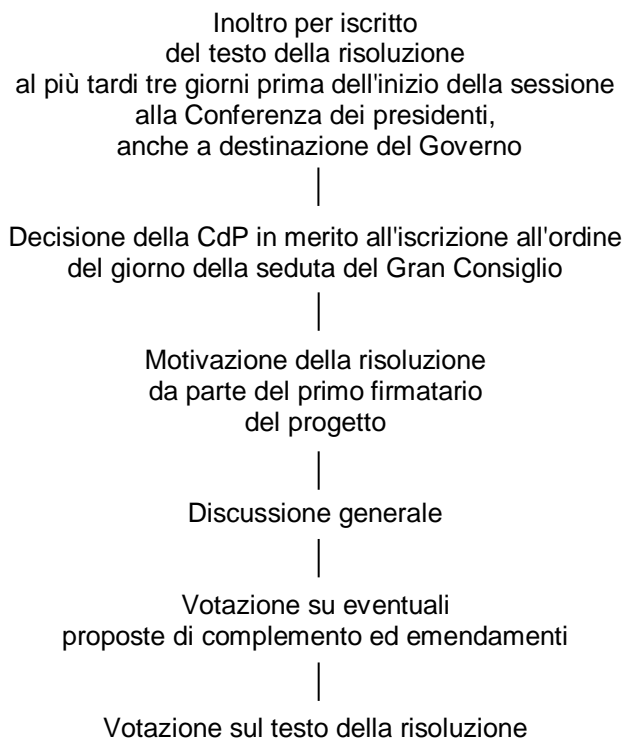 Inoltro per iscritto
del testo della risoluzione
al più tardi tre giorni prima dell'inizio della sessione
alla Conferenza dei presidenti,
anche a destinazione del Governo
Decisione della CdP in merito all'iscrizione all'ordine
del giorno della seduta del Gran Consiglio
Motivazione della risoluzione
da parte del primo firmatario
del progetto
Discussione generale
Votazione su eventuali
proposte di complemento ed emendamenti
Votazione sul testo della risoluzione